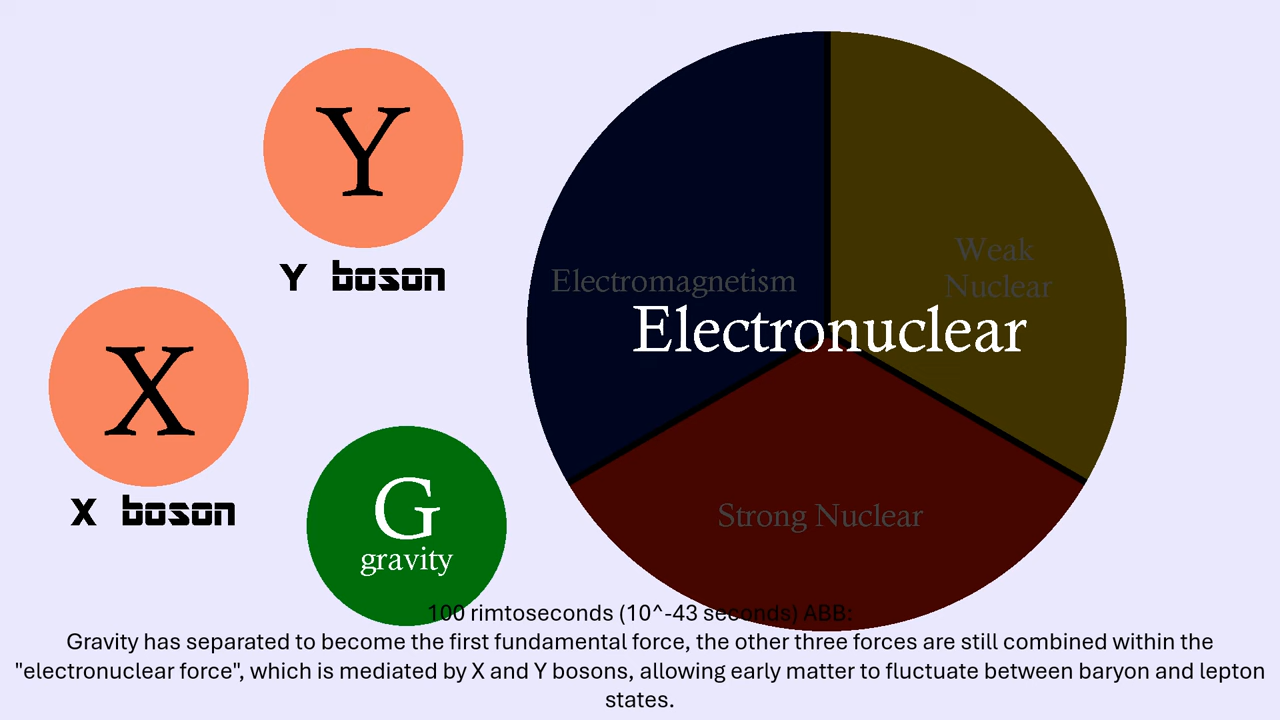 Y
Y boson
X
X boson
G
gravity
Electromagnetism
Weak
Nuclear
Electronuclear
Strong Nuclear
100 rimtoseconds (10^-43 seconds) ABB:
Gravity has separated to become the first fundamental force, the other three forces are still combined within the
"electronuclear force", which is mediated by X and Y bosons, allowing early matter to fluctuate between baryon and lepton
states.